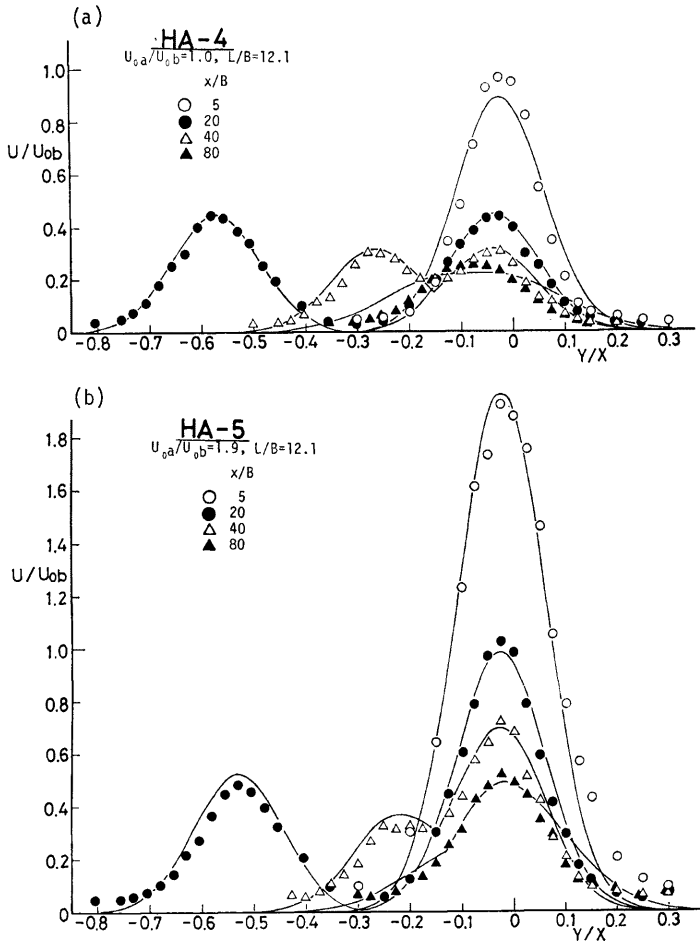 (a)
HA-4
U₀a/U₀b=1.0, L/B=12.1
x/B
5
20
40
80
U/U₀b
1.0
0.8
0.6
0.4
0.2
0
-0.8 -0.7 -0.6 -0.5 -0.4 -0.3 -0.2 -0.1 0 0.1 0.2 0.3
Y/X
(b)
HA-5
U₀a/U₀b=1.9, L/B=12.1
x/B
5
20
40
80
U/U₀b
1.8
1.6
1.4
1.2
1.0
0.8
0.6
0.4
0.2
0
-0.8 -0.7 -0.6 -0.5 -0.4 -0.3 -0.2 -0.1 0 0.1 0.2 0.3
Y/X